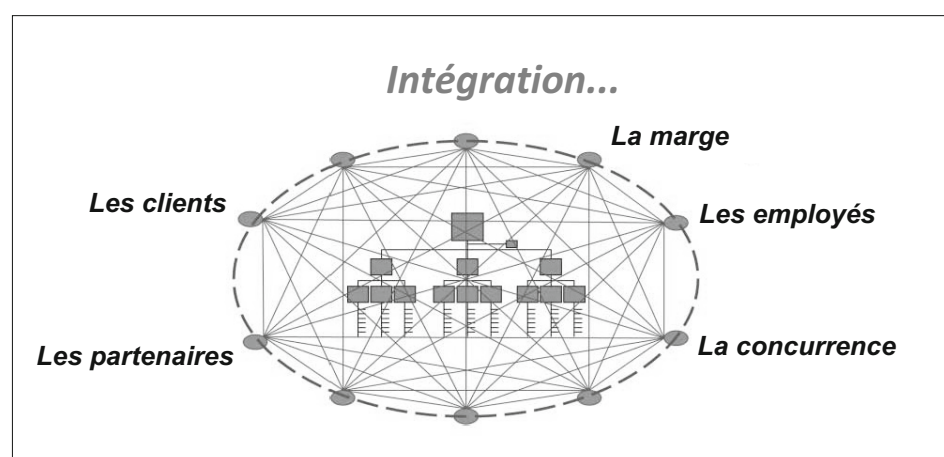 Intégration...
La marge
Les clients
Les employés
Les partenaires
La concurrence